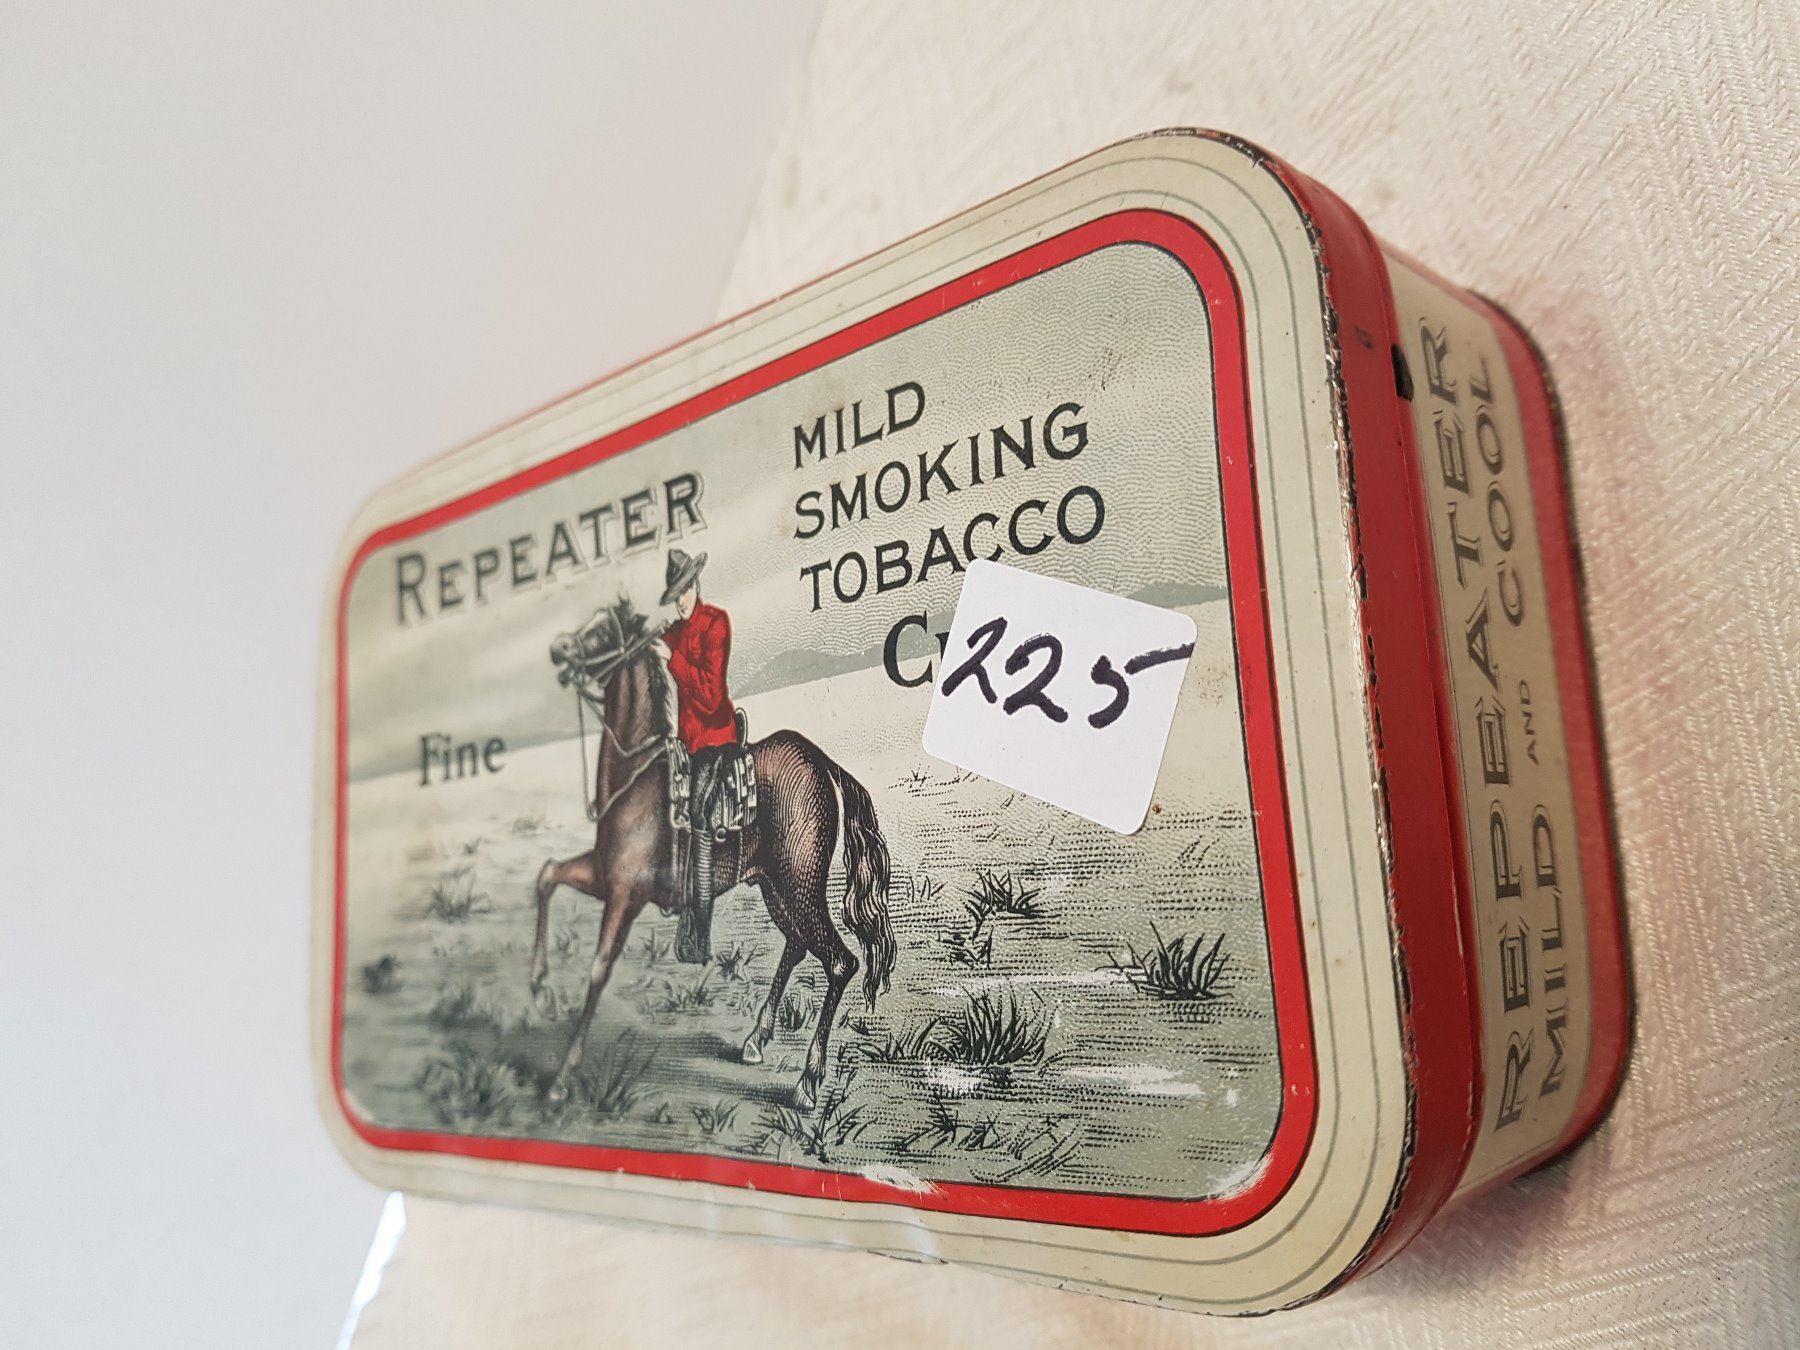 REPEATER
MILD
SMOKING
TOBACCO
Fine
225
REPEATER
MILD AND COOL